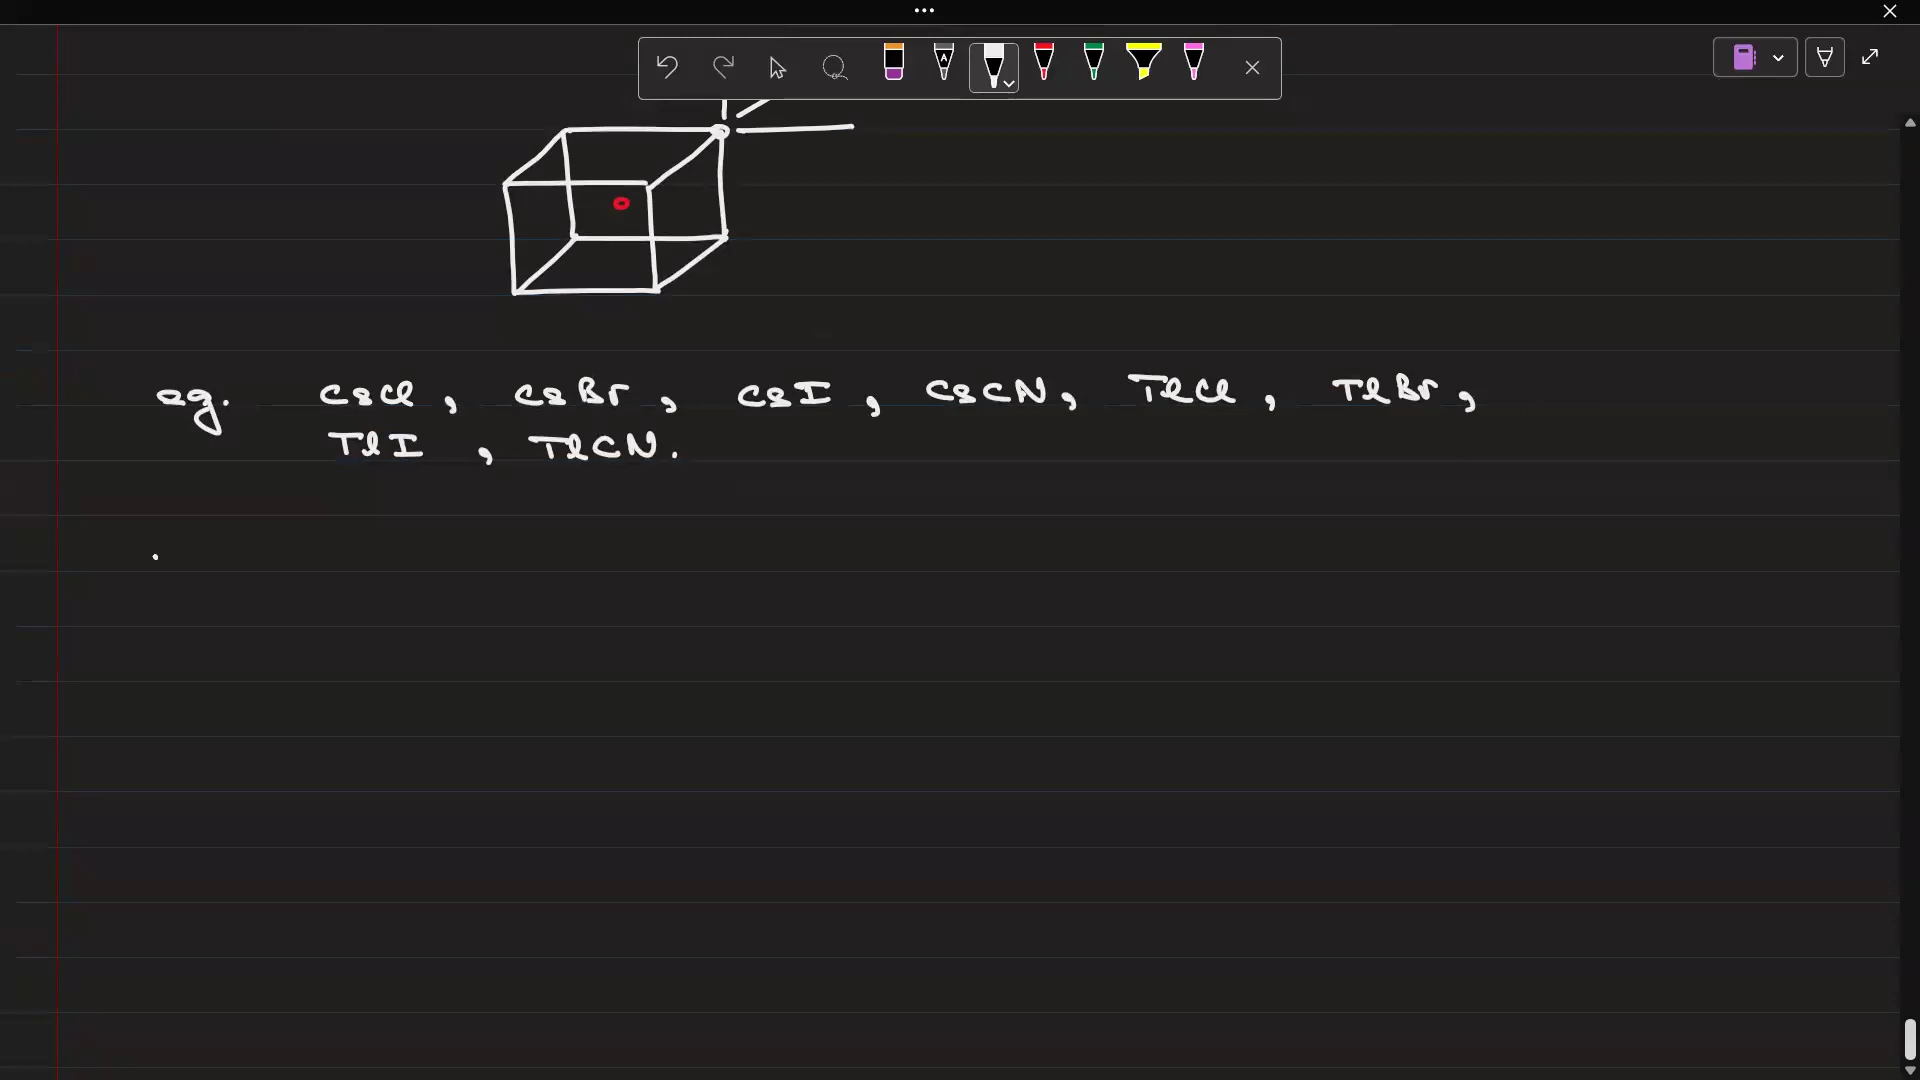 eg. CsCl, CsBr, CsI, CsCN, TlCl, TlBr,
TlI, TlCN.